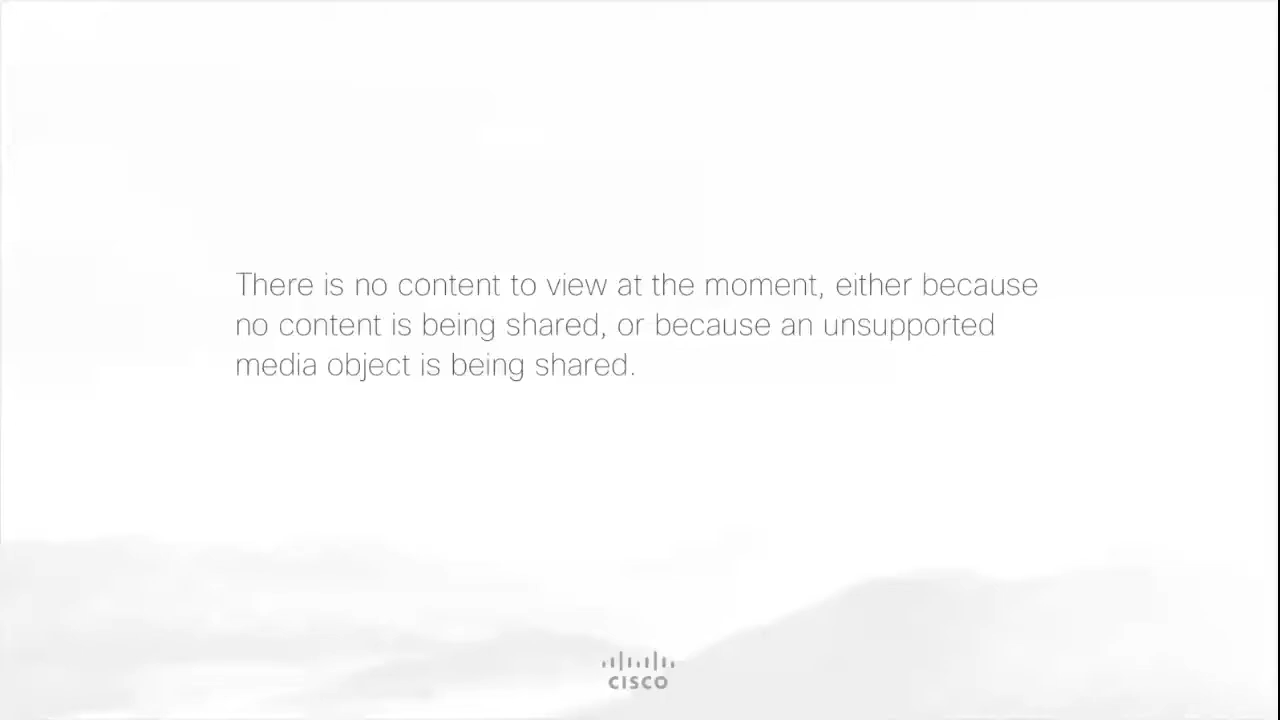 There is no content to view at the moment, either because
no content is being shared, or because an unsupported
media object is being shared.
CISCO